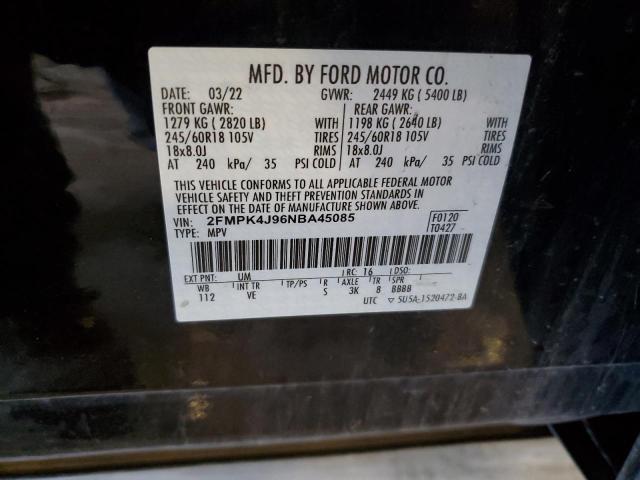 MFD. BY FORD MOTOR CO.
DATE: 03/22 GVWR: 2449 KG ( 5400 LB)
FRONT GAWR: REAR GAWR:
1279 KG ( 2820 LB) WITH 1198 KG ( 2640 LB) WITH
245/60R18 105V TIRES 245/60R18 105V TIRES
18x8.0J RIMS 18x8.0J RIMS
AT 240 kPa/ 35 PSI COLD AT 240 kPa/ 35 PSI COLD
THIS VEHICLE CONFORMS TO ALL APPLICABLE FEDERAL MOTOR
VEHICLE SAFETY AND THEFT PREVENTION STANDARDS IN EFFECT
ON THE DATE OF MANUFACTURE SHOWN ABOVE.
VIN: 2FMPK4J96NBA45085 F0120
TYPE: MPV T0427
EXT PNT: UM RC: 16 DSO:
WB INT TR TP/PS R AXLE TR SPR
112 VE S 3K 8 BBBB
UTC ▽ 5U5A-1520472-BA